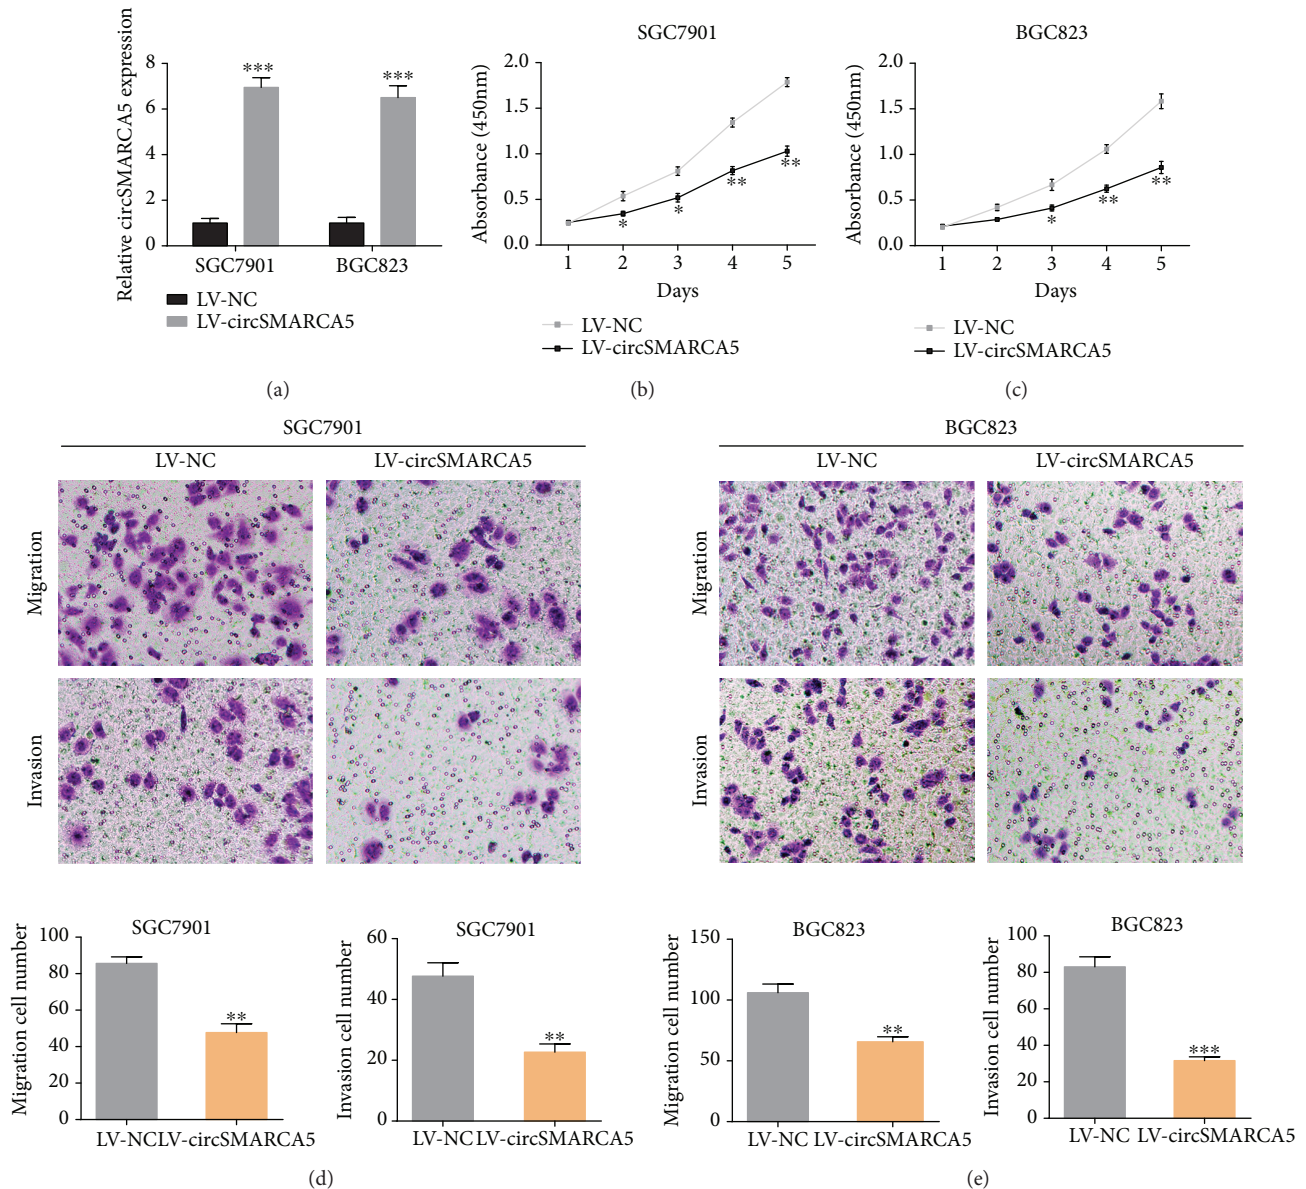 Relative circSMARCA5 expression
8
6
4
2
0
***
***
SGC7901
BGC823
LV-NC
LV-circSMARCA5
(a)
SGC7901
Absorbance (450nm)
2.0
1.5
1.0
0.5
0.0
*
*
**
**
1 2 3 4 5
Days
LV-NC
LV-circSMARCA5
(b)
BGC823
Absorbance (450nm)
2.0
1.5
1.0
0.5
0.0
*
**
**
1 2 3 4 5
Days
LV-NC
LV-circSMARCA5
(c)
SGC7901
LV-NC LV-circSMARCA5
Migration
Invasion
BGC823
LV-NC LV-circSMARCA5
Migration
Invasion
SGC7901
Migration cell number
100
80
60
40
20
0
**
LV-NC LV-circSMARCA5
SGC7901
Invasion cell number
60
40
20
0
**
LV-NC LV-circSMARCA5
(d)
BGC823
Migration cell number
150
100
50
0
**
LV-NC LV-circSMARCA5
BGC823
Invasion cell number
100
80
60
40
20
0
***
LV-NC LV-circSMARCA5
(e)